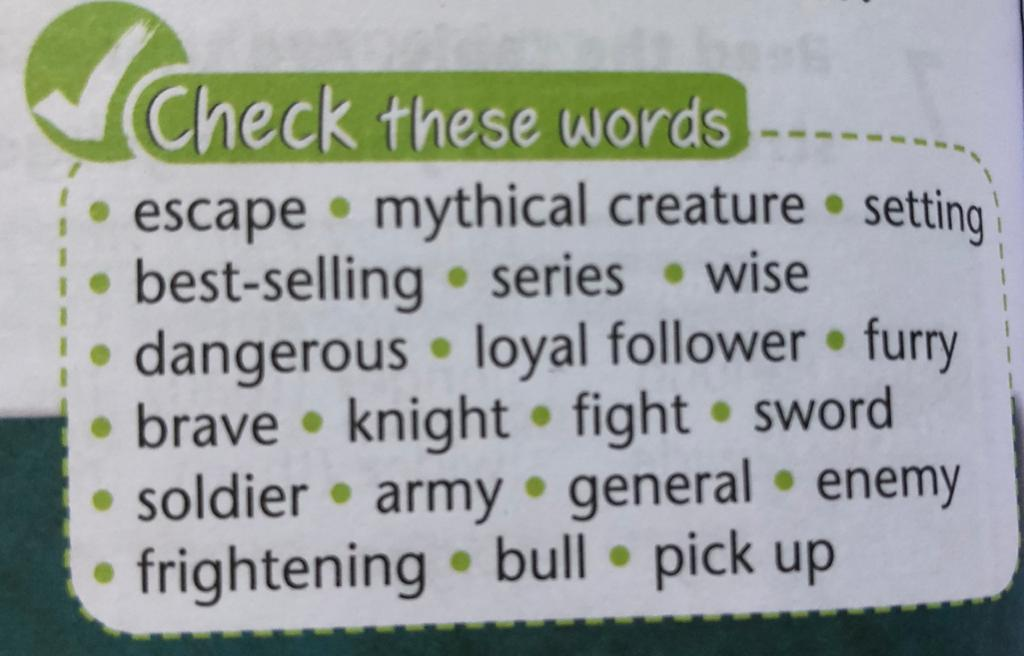 Check these words
• escape • mythical creature • setting
• best-selling • series • wise
• dangerous • loyal follower • furry
• brave • knight • fight • sword
• soldier • army • general • enemy
• frightening • bull • pick up